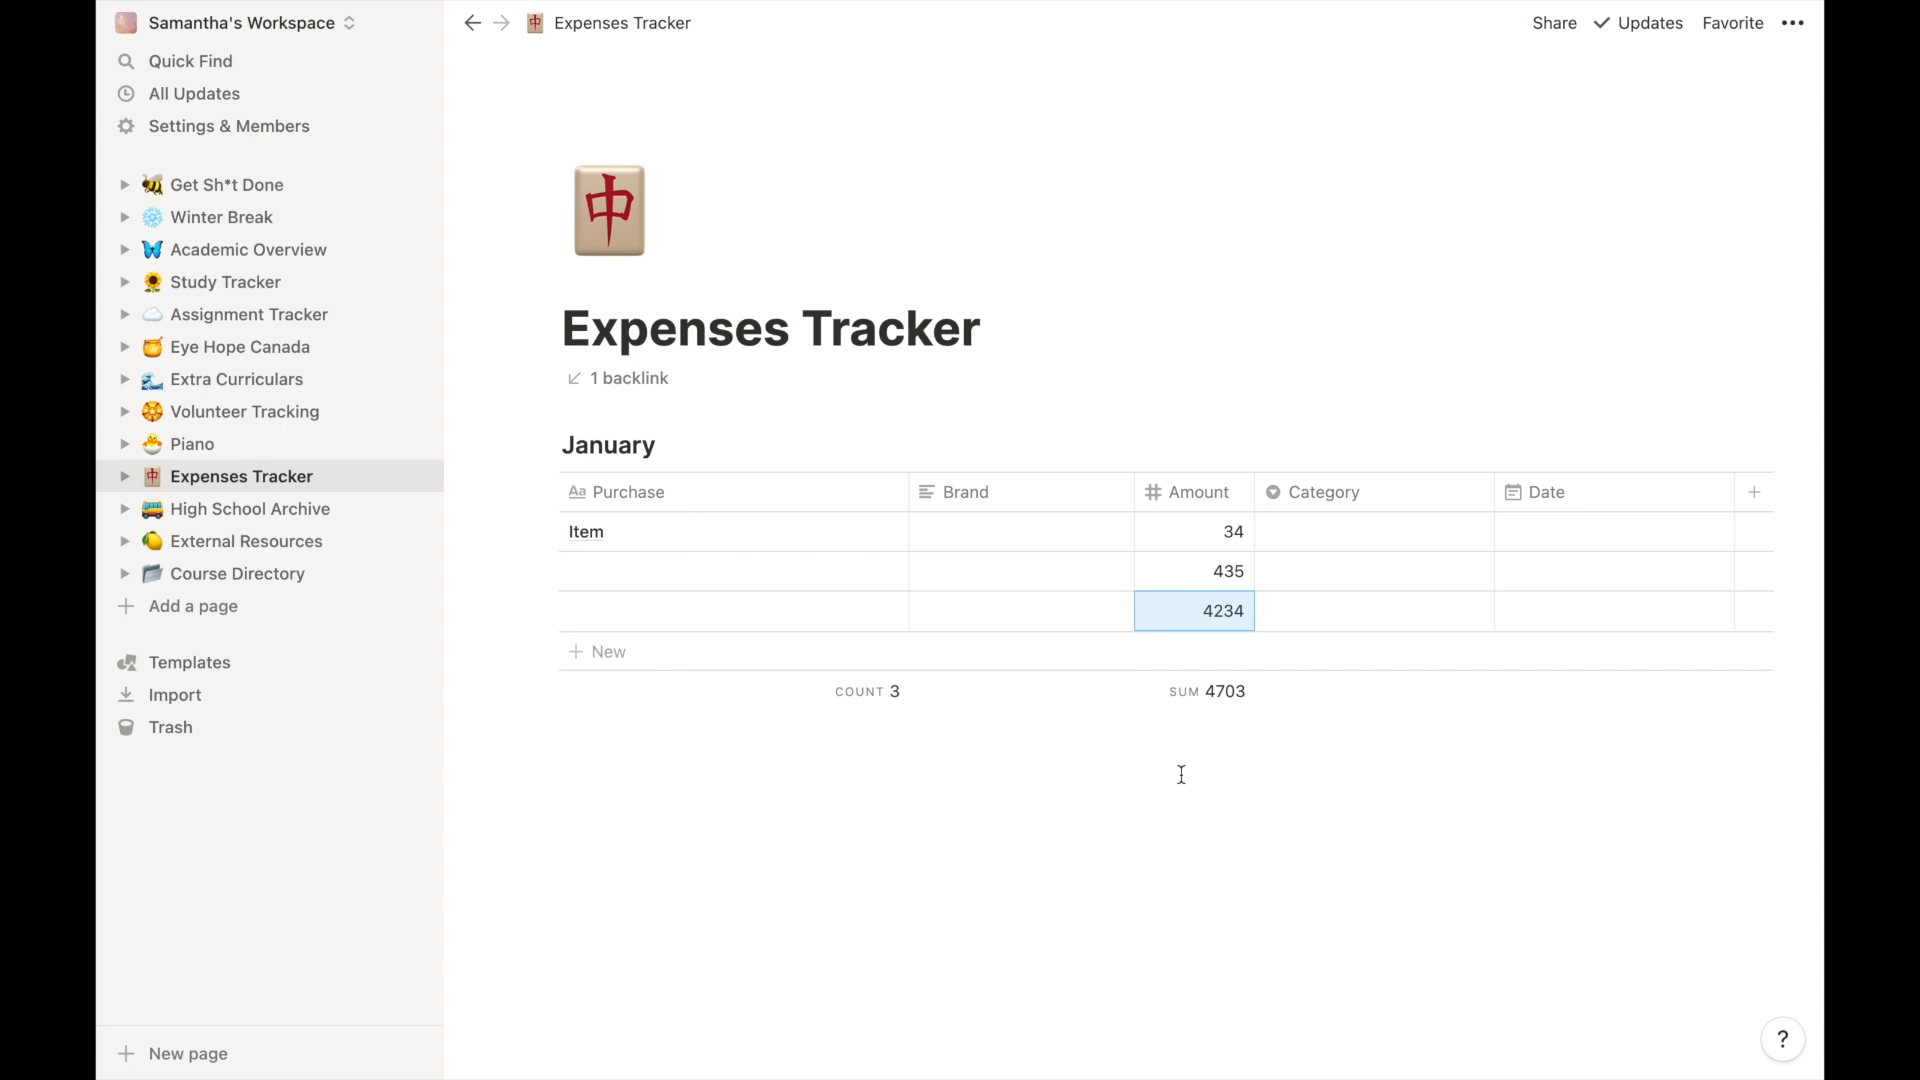 Samantha's Workspace
Quick Find
All Updates
Settings & Members
Get Sh*t Done
Winter Break
Academic Overview
Study Tracker
Assignment Tracker
Eye Hope Canada
Extra Curriculars
Volunteer Tracking
Piano
Expenses Tracker
High School Archive
External Resources
Course Directory
Add a page
Templates
Import
Trash
New page
Expenses Tracker
Share Updates Favorite •••
中
Expenses Tracker
1 backlink
January
Aa Purchase Brand # Amount Category Date +
Item 34
435
4234
+ New
COUNT 3 SUM 4703
?